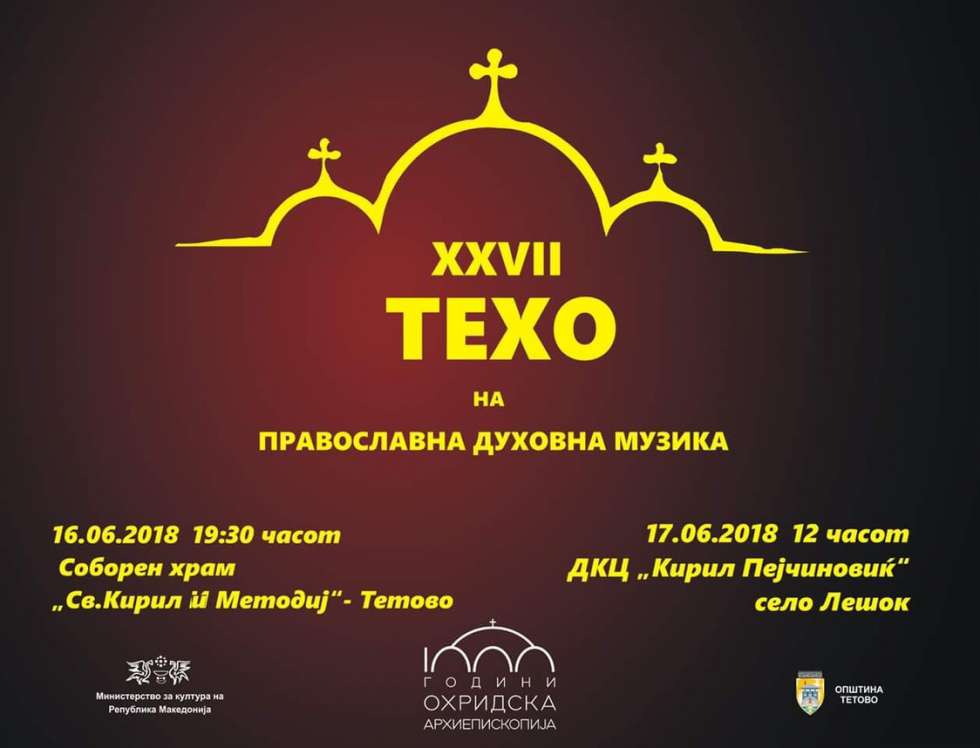 XXVII
ТЕХО
НА
ПРАВОСЛАВНА ДУХОВНА МУЗИКА
16.06.2018 19:30 часот
Соборен храм
„Св.Кирил и Методиј“- Тетово
17.06.2018 12 часот
ДКЦ „Кирил Пејчиновиќ“
село Лешок
Министерство за култура на
Република Македонија
1000
ГОДИНИ
ОХРИДСКА
АРХИЕПИСКОПИЈА
ОПШТИНА
ТЕТОВО